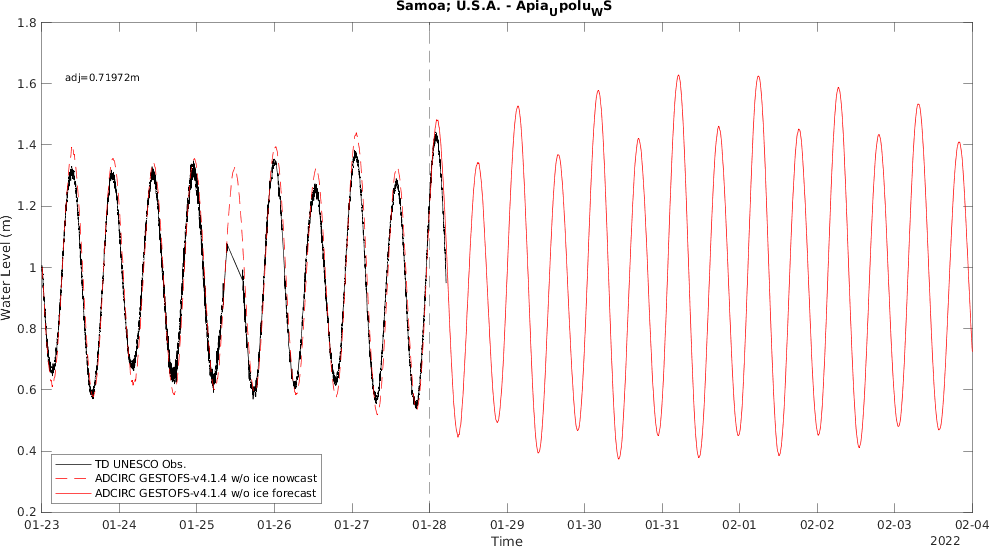 Samoa; U.S.A. - Apia_Upolu_WS
1.8
1.6
1.4
1.2
1
0.8
0.6
0.4
0.2
Water Level (m)
adj=0.71972m
TD UNESCO Obs.
ADCIRC GESTOFS-v4.1.4 w/o ice nowcast
ADCIRC GESTOFS-v4.1.4 w/o ice forecast
01-23 01-24 01-25 01-26 01-27 01-28 01-29 01-30 01-31 02-01 02-02 02-03 02-04
Time
2022